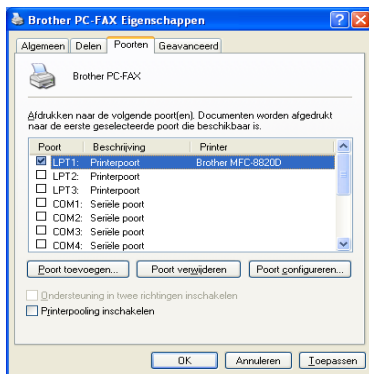 Brother PC-FAX Eigenschappen
Algemeen Delen Poorten Geavanceerd
Brother PC-FAX
Afdrukken naar de volgende poort(en). Documenten worden afgedrukt
naar de eerste geselecteerde poort die beschikbaar is.
Poort Beschrijving Printer
LPT1: Printerpoort Brother MFC-8820D
LPT2: Printerpoort
LPT3: Printerpoort
COM1: Seriële poort
COM2: Seriële poort
COM3: Seriële poort
COM4: Seriële poort
Poort toevoegen... Poort verwijderen Poort configureren...
Ondersteuning in twee richtingen inschakelen
Printerpooling inschakelen
OK Annuleren Toepassen